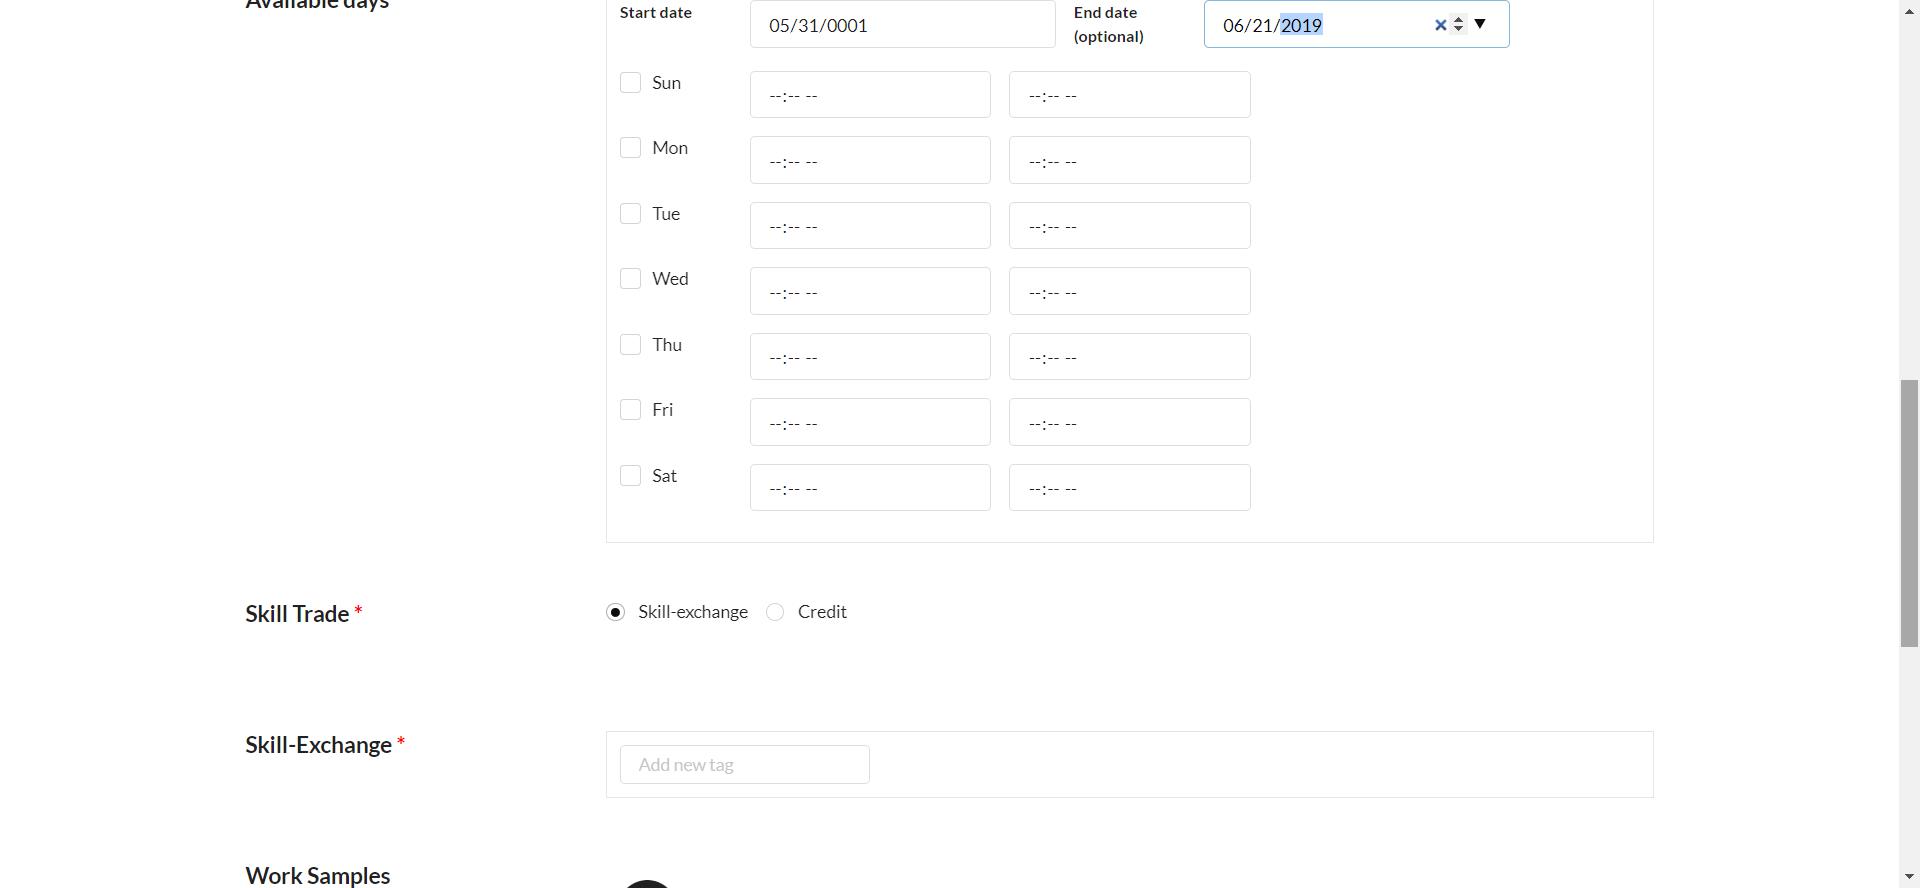 Available days
Start date
05/31/0001
End date
(optional)
06/21/2019
Sun
--:-- --
--:-- --
Mon
--:-- --
--:-- --
Tue
--:-- --
--:-- --
Wed
--:-- --
--:-- --
Thu
--:-- --
--:-- --
Fri
--:-- --
--:-- --
Sat
--:-- --
--:-- --
Skill Trade *
Skill-exchange
Credit
Skill-Exchange *
Add new tag
Work Samples